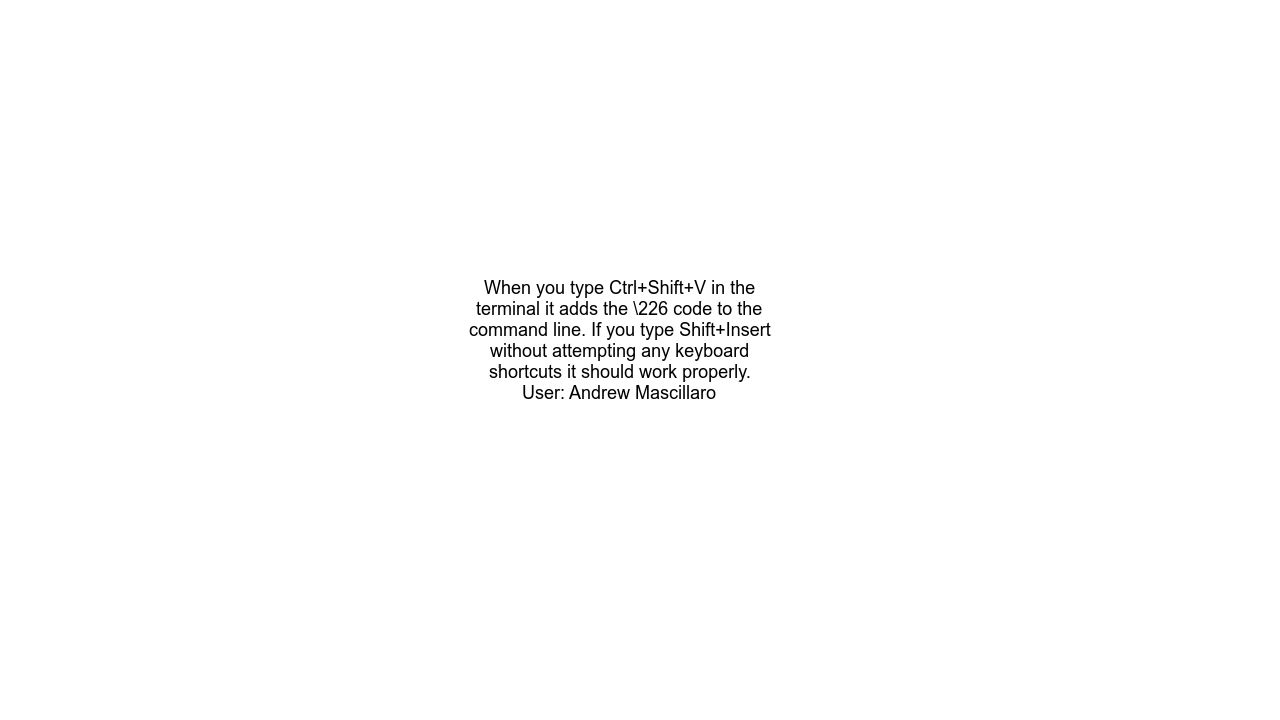 When you type Ctrl+Shift+V in the
terminal it adds the \226 code to the
command line. If you type Shift+Insert
without attempting any keyboard
shortcuts it should work properly.
User: Andrew Mascillaro